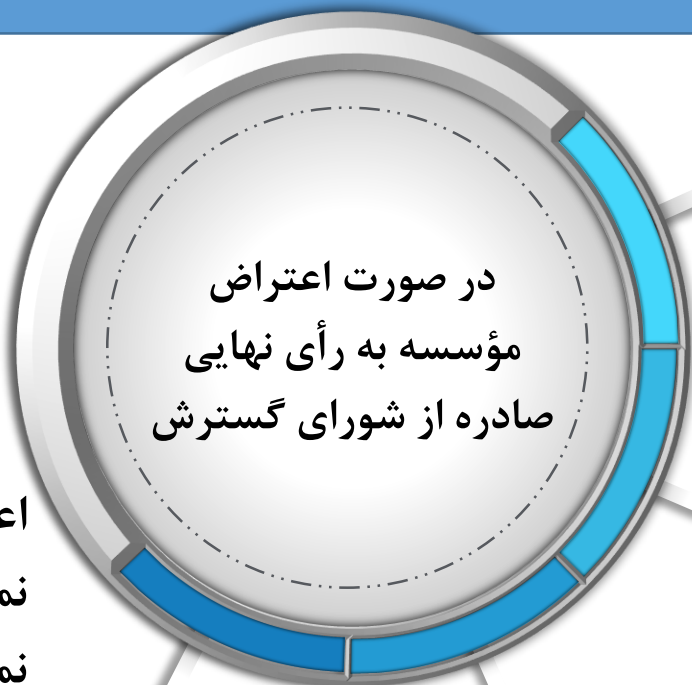 در صورت اعتراض
مؤسسه به رأی نهایی
صادره از شورای گسترش